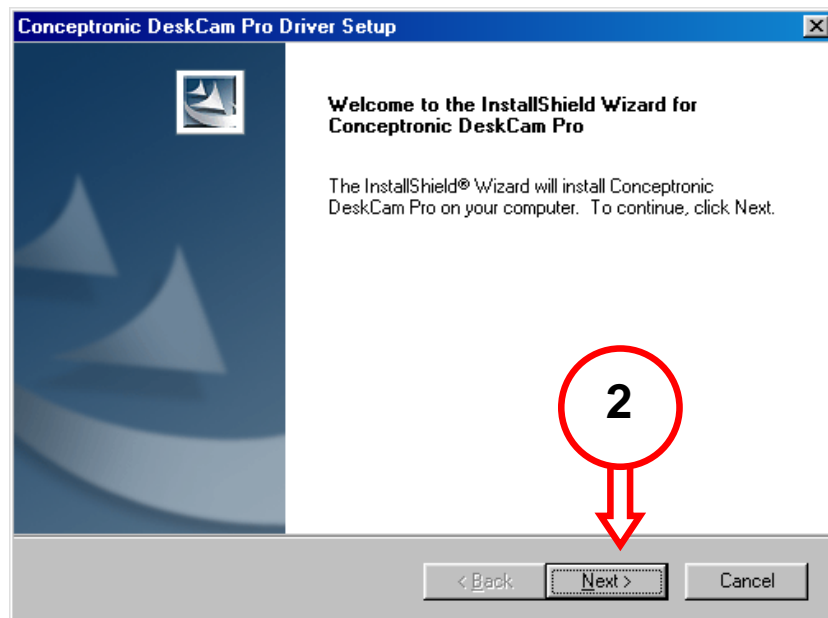 Conceptronic DeskCam Pro Driver Setup
Welcome to the InstallShield Wizard for
Conceptronic DeskCam Pro
The InstallShield® Wizard will install Conceptronic
DeskCam Pro on your computer. To continue, click Next.
2
< Back
Next >
Cancel